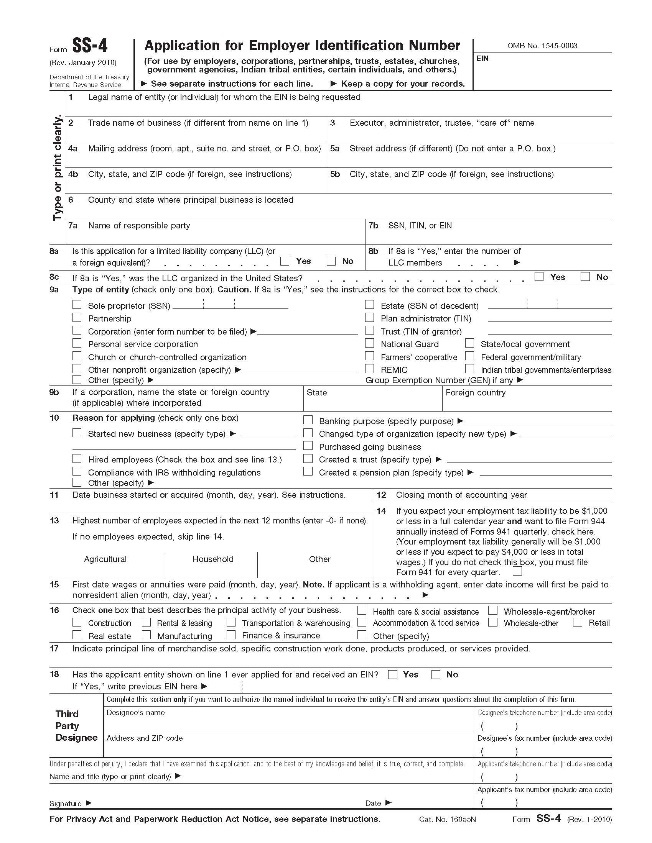 Form SS-4
(Rev. January 2010)
Department of the Treasury
Internal Revenue Service
Application for Employer Identification Number
(For use by employers, corporations, partnerships, trusts, estates, churches,
government agencies, Indian tribal entities, certain individuals, and others.)
► See separate instructions for each line. ► Keep a copy for your records.
OMB No. 1545-0003
EIN
Type or print clearly.
1 Legal name of entity (or individual) for whom the EIN is being requested
2 Trade name of business (if different from name on line 1)
3 Executor, administrator, trustee, "care of" name
4a Mailing address (room, apt., suite no. and street, or P.O. box)
5a Street address (if different) (Do not enter a P.O. box.)
4b City, state, and ZIP code (if foreign, see instructions)
5b City, state, and ZIP code (if foreign, see instructions)
6 County and state where principal business is located
7a Name of responsible party
7b SSN, ITIN, or EIN
8a Is this application for a limited liability company (LLC) (or
a foreign equivalent)? . . . . . . . . . Yes No
8b If 8a is "Yes," enter the number of
LLC members . . . . ►
8c If 8a is "Yes," was the LLC organized in the United States? . . . . . . . . . . . . . . . Yes No
9a Type of entity (check only one box). Caution. If 8a is "Yes," see the instructions for the correct box to check.
Sole proprietor (SSN)
Partnership
Corporation (enter form number to be filed) ►
Personal service corporation
Church or church-controlled organization
Other nonprofit organization (specify) ►
Other (specify) ►
Estate (SSN of decedent)
Plan administrator (TIN)
Trust (TIN of grantor)
National Guard State/local government
Farmers' cooperative Federal government/military
REMIC Indian tribal governments/enterprises
Group Exemption Number (GEN) if any ►
9b If a corporation, name the state or foreign country
(if applicable) where incorporated
State
Foreign country
10 Reason for applying (check only one box)
Started new business (specify type) ►
Hired employees (Check the box and see line 13.)
Compliance with IRS withholding regulations
Other (specify) ►
Banking purpose (specify purpose) ►
Changed type of organization (specify new type) ►
Purchased going business
Created a trust (specify type) ►
Created a pension plan (specify type) ►
11 Date business started or acquired (month, day, year). See instructions.
12 Closing month of accounting year
13 Highest number of employees expected in the next 12 months (enter -0- if none)
If no employees expected, skip line 14.
Agricultural Household Other
14 If you expect your employment tax liability to be $1,000
or less in a full calendar year and want to file Form 944
annually instead of Forms 941 quarterly, check here.
(Your employment tax liability generally will be $1,000
or less if you expect to pay $4,000 or less in total
wages.) If you do not check this box, you must file
Form 941 for every quarter.
15 First date wages or annuities were paid (month, day, year). Note. If applicant is a withholding agent, enter date income will first be paid to
nonresident alien (month, day, year) . . . . . . . . . . . . . . . ►
16 Check one box that best describes the principal activity of your business.
Construction Rental & leasing Transportation & warehousing
Real estate Manufacturing Finance & insurance
Health care & social assistance Wholesale-agent/broker
Accommodation & food service Wholesale-other Retail
Other (specify)
17 Indicate principal line of merchandise sold, specific construction work done, products produced, or services provided.
18 Has the applicant entity shown on line 1 ever applied for and received an EIN? Yes No
If "Yes," write previous EIN here ►
Third
Party
Designee
Complete this section only if you want to authorize the named individual to receive the entity's EIN and answer questions about the completion of this form.
Designee's name
Designee's telephone number (include area code)
( )
Address and ZIP code
Designee's fax number (include area code)
( )
Under penalties of perjury, I declare that I have examined this application, and to the best of my knowledge and belief, it is true, correct, and complete.
Applicant's telephone number (include area code)
Name and title (type or print clearly) ►
( )
Applicant's fax number (include area code)
Signature ► Date ►
( )
For Privacy Act and Paperwork Reduction Act Notice, see separate instructions. Cat. No. Form SS-4 (Rev. 1-2010)